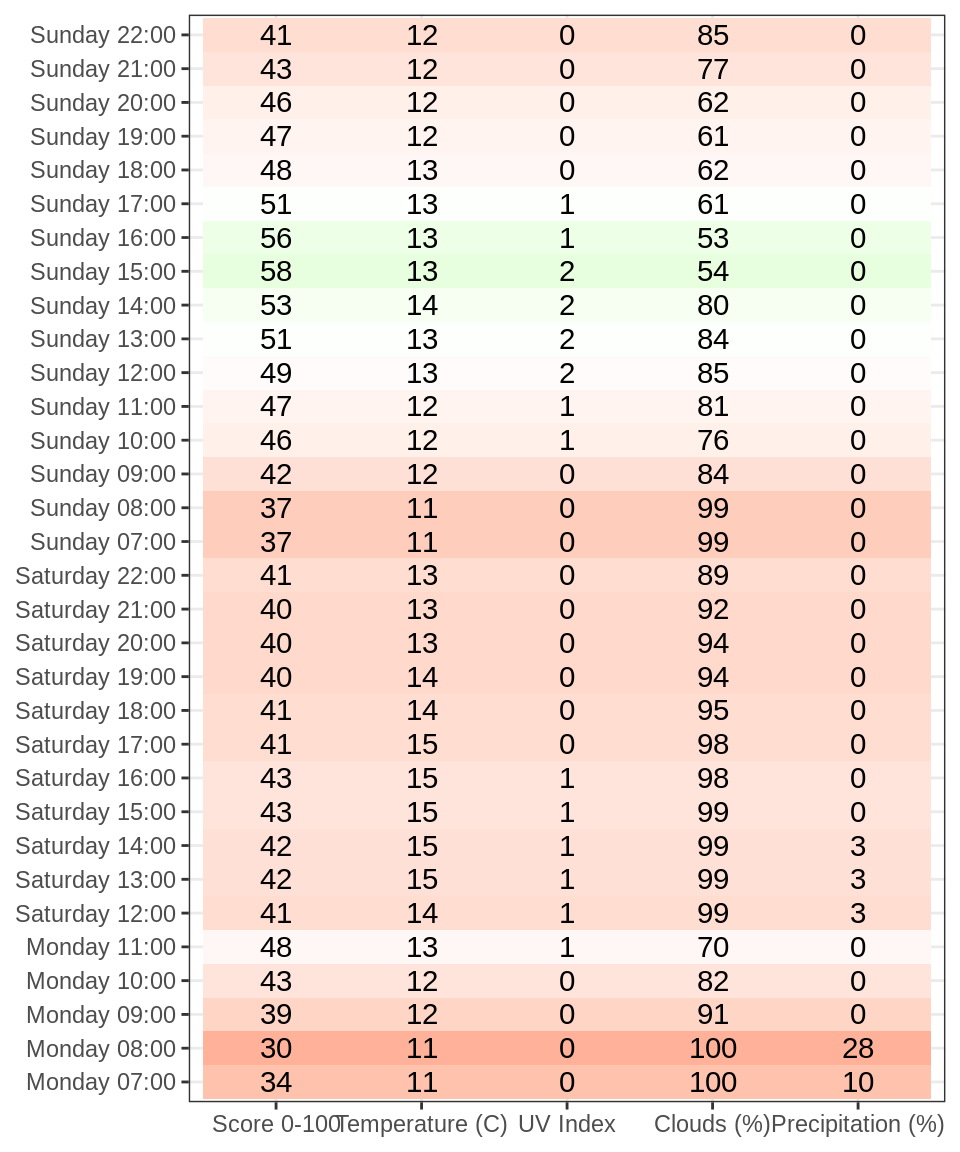 Sunday 22:00 41 12 0 85 0
Sunday 21:00 43 12 0 77 0
Sunday 20:00 46 12 0 62 0
Sunday 19:00 47 12 0 61 0
Sunday 18:00 48 13 0 62 0
Sunday 17:00 51 13 1 61 0
Sunday 16:00 56 13 1 53 0
Sunday 15:00 58 13 2 54 0
Sunday 14:00 53 14 2 80 0
Sunday 13:00 51 13 2 84 0
Sunday 12:00 49 13 2 85 0
Sunday 11:00 47 12 1 81 0
Sunday 10:00 46 12 1 76 0
Sunday 09:00 42 12 0 84 0
Sunday 08:00 37 11 0 99 0
Sunday 07:00 37 11 0 99 0
Saturday 22:00 41 13 0 89 0
Saturday 21:00 40 13 0 92 0
Saturday 20:00 40 13 0 94 0
Saturday 19:00 40 14 0 94 0
Saturday 18:00 41 14 0 95 0
Saturday 17:00 41 15 0 98 0
Saturday 16:00 43 15 1 98 0
Saturday 15:00 43 15 1 99 0
Saturday 14:00 42 15 1 99 3
Saturday 13:00 42 15 1 99 3
Saturday 12:00 41 14 1 99 3
Monday 11:00 48 13 1 70 0
Monday 10:00 43 12 0 82 0
Monday 09:00 39 12 0 91 0
Monday 08:00 30 11 0 100 28
Monday 07:00 34 11 0 100 10
Score 0-100 Temperature (C) UV Index Clouds (%) Precipitation (%)